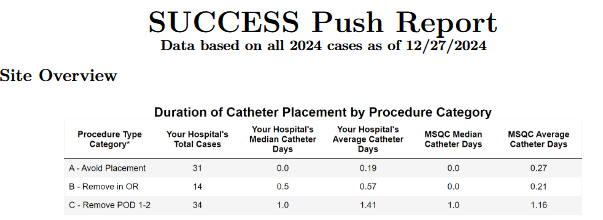 SUCCESS Push Report
Data based on all 2024 cases as of 12/27/2024
Site Overview
Duration of Catheter Placement by Procedure Category
Procedure Type Category* Your Hospital's Total Cases Your Hospital's Median Catheter Days Your Hospital's Average Catheter Days MSQC Median Catheter Days MSQC Average Catheter Days
A - Avoid Placement 31 0.0 0.19 0.0 0.27
B - Remove in OR 14 0.5 0.57 0.0 0.21
C - Remove POD 1-2 34 1.0 1.41 1.0 1.16